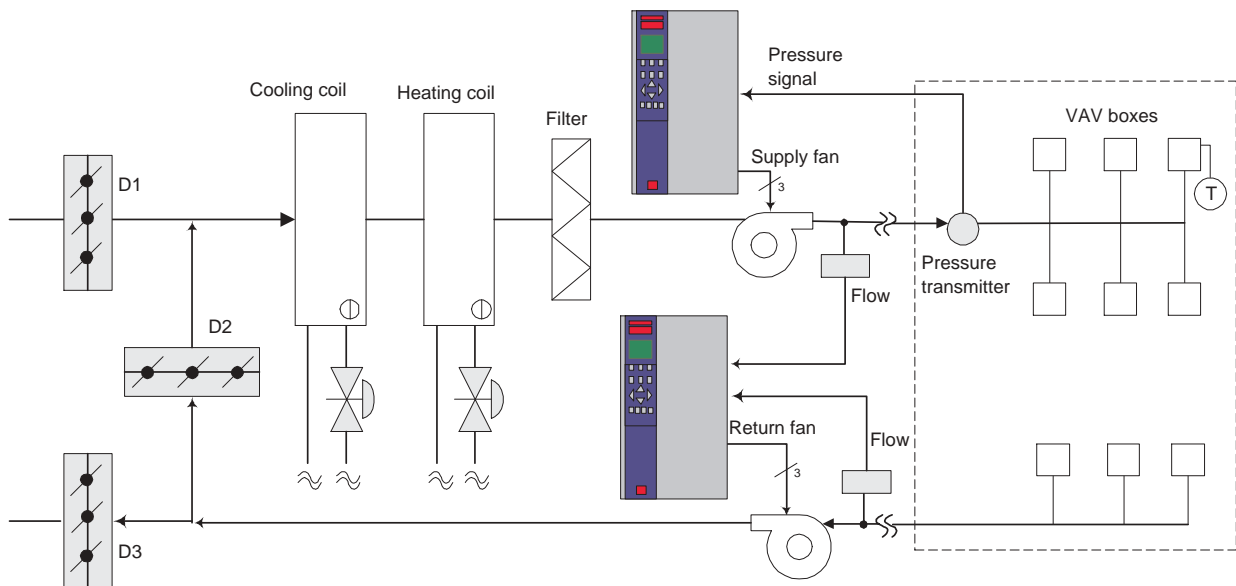 Pressure
signal
Cooling coil
Heating coil
Filter
VAV boxes
Supply fan
3
D1
T
Pressure
transmitter
Flow
D2
Return fan
Flow
3
D3